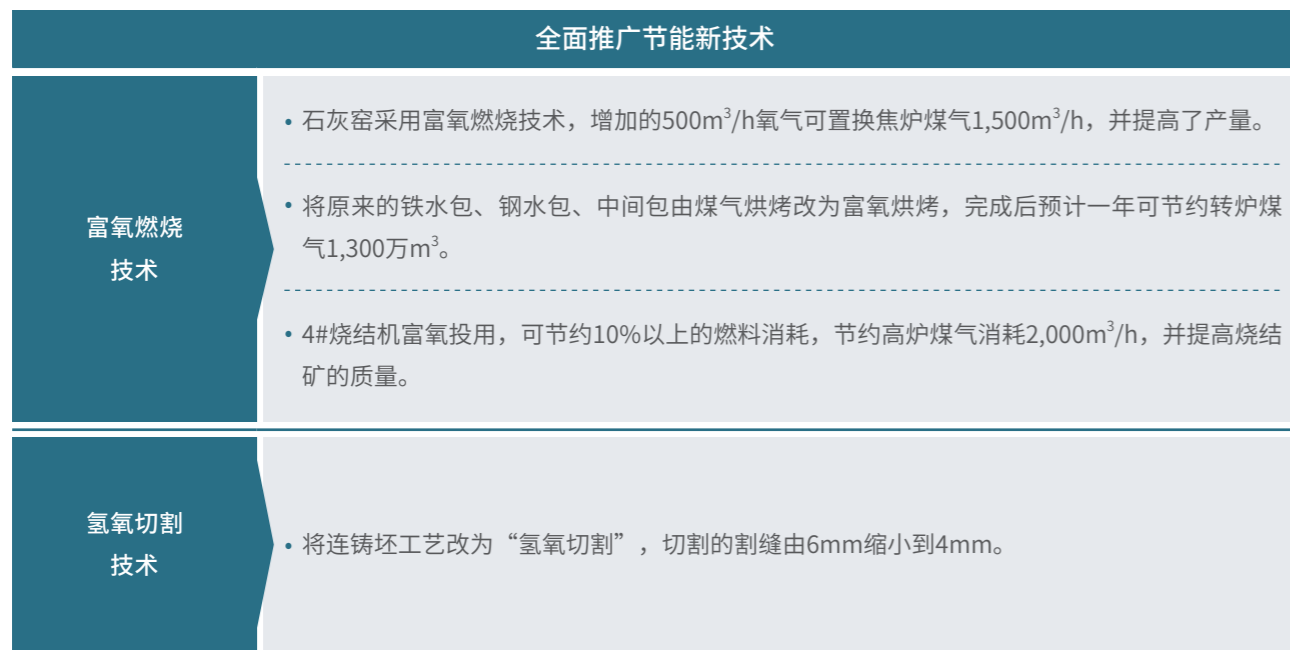 全面推广节能新技术
富氧燃烧
技术
• 石灰窑采用富氧燃烧技术，增加的500m³/h氧气可置换焦炉煤气1,500m³/h，并提高了产量。
• 将原来的铁水包、钢水包、中间包由煤气烘烤改为富氧烘烤，完成后预计一年可节约转炉煤
气1,300万m³。
• 4#烧结机富氧投用，可节约10%以上的燃料消耗，节约高炉煤气消耗2,000m³/h，并提高烧结
矿的质量。
氢氧切割
技术
• 将连铸坯工艺改为“氢氧切割”，切割的割缝由6mm缩小到4mm。